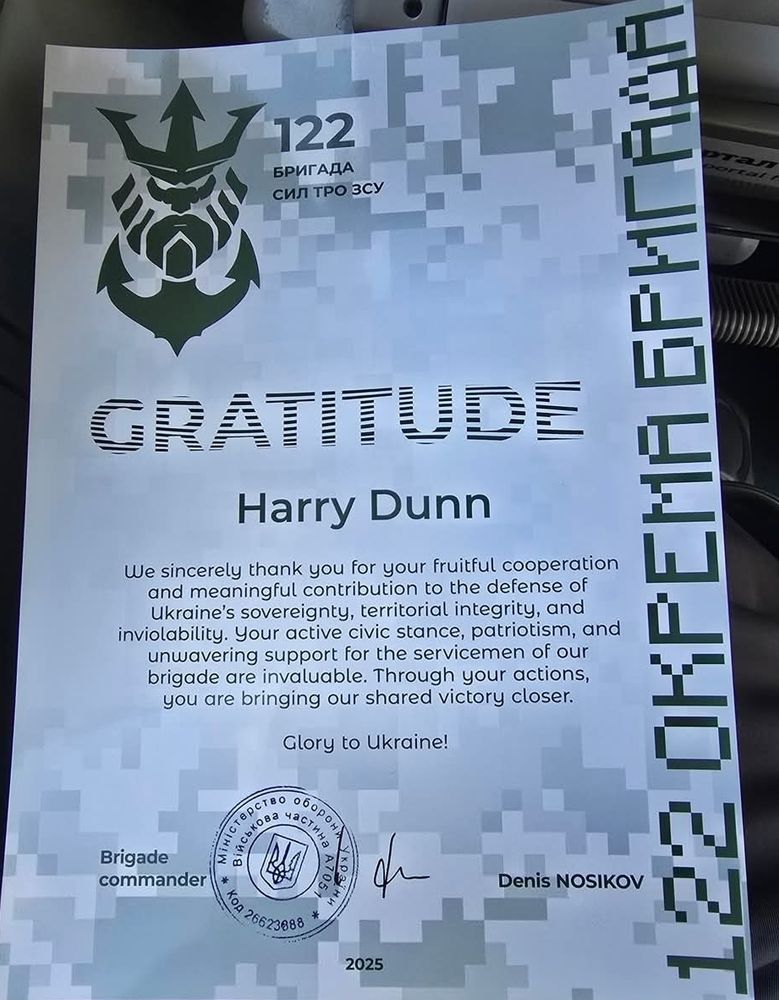 122
БРИГАДА
СИЛ ТРО ЗСУ
GRATITUDE
Harry Dunn
We sincerely thank you for your fruitful cooperation
and meaningful contribution to the defense of
Ukraine's sovereignty, territorial integrity, and
inviolability. Your active civic stance, patriotism, and
unwavering support for the servicemen of our
brigade are invaluable. Through your actions,
you are bringing our shared victory closer.
Glory to Ukraine!
Brigade
commander
Міністерство оборони України
Військова частина А7051
* Код 26623688 *
Denis NOSIKOV
2025
122 ОКРЕМА БРИГАДА
ртал
portal